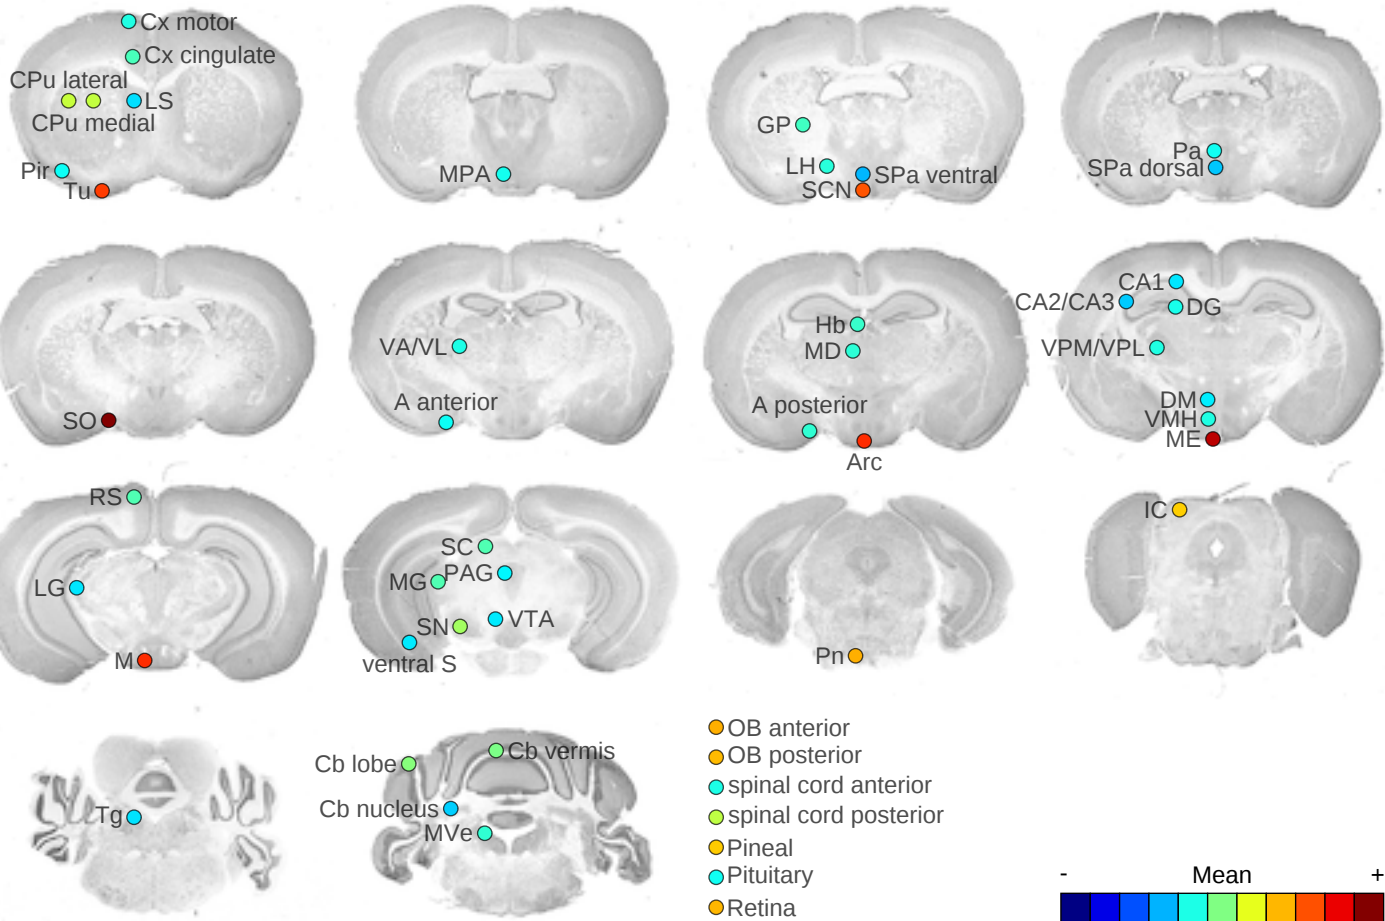 Cx motor
Cx cingulate
CPu lateral
LS
CPu medial
Pir
Tu
MPA
GP
LH
SPa ventral
SCN
Pa
SPa dorsal
SO
VA/VL
A anterior
Hb
MD
A posterior
Arc
CA1
CA2/CA3
DG
VPM/VPL
DM
VMH
ME
RS
LG
M
SC
MG
PAG
SN
VTA
ventral S
Pn
IC
Tg
Cb lobe
Cb vermis
Cb nucleus
MVe
OB anterior
OB posterior
spinal cord anterior
spinal cord posterior
Pineal
Pituitary
Retina
- Mean +